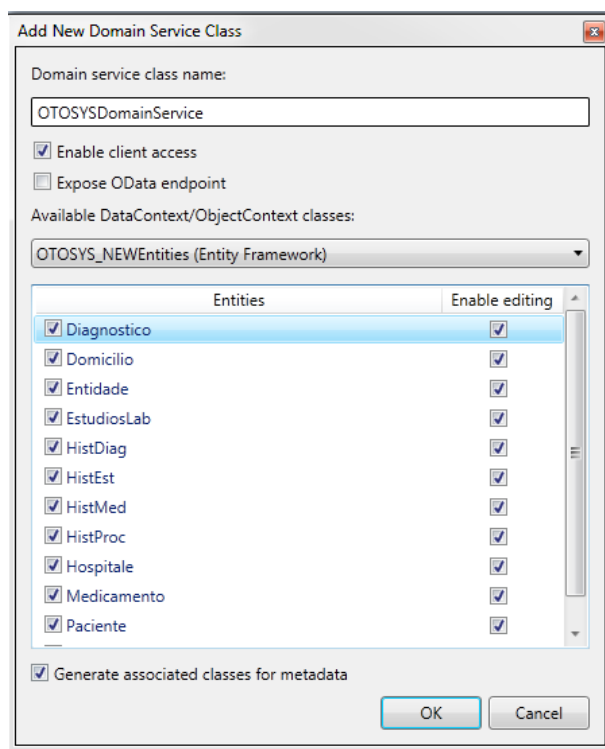 Add New Domain Service Class
Domain service class name:
OTOSYSDomainService
Enable client access
Expose OData endpoint
Available DataContext/ObjectContext classes:
OTOSYS_NEWEntities (Entity Framework)
Entities Enable editing
Diagnostico
Domicilio
Entidade
EstudiosLab
HistDiag
HistEst
HistMed
HistProc
Hospitale
Medicamento
Paciente
Generate associated classes for metadata
OK Cancel